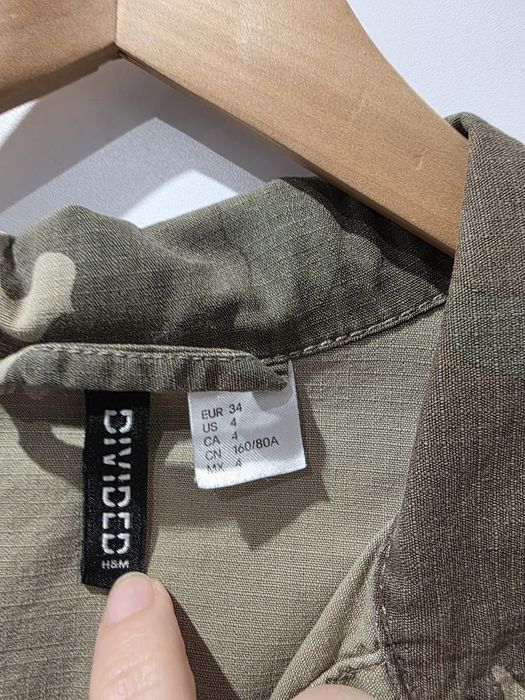 DIVIDED
H&M
EUR 34
US 4
CA 4
CN 160/80A
MX 4